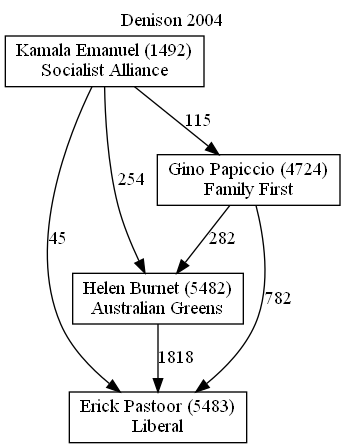 Denison 2004
Kamala Emanuel (1492)
Socialist Alliance
115
Gino Papiccio (4724)
Family First
254
45
282
Helen Burnet (5482)
Australian Greens
782
1818
Erick Pastoor (5483)
Liberal